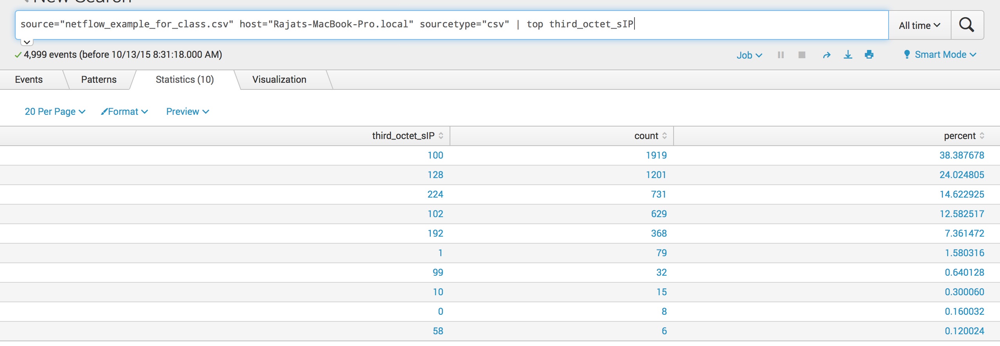 New Search
source="netflow_example_for_class.csv" host="Rajats-MacBook-Pro.local" sourcetype="csv" | top third_octet_sIP
All time
4,999 events (before 10/13/15 8:31:18.000 AM)
Job
Smart Mode
Events Patterns Statistics (10) Visualization
20 Per Page Format Preview
third_octet_sIP count percent
100 1919 38.387678
128 1201 24.024805
224 731 14.622925
102 629 12.582517
192 368 7.361472
1 79 1.580316
99 32 0.640128
10 15 0.300060
0 8 0.160032
58 6 0.120024